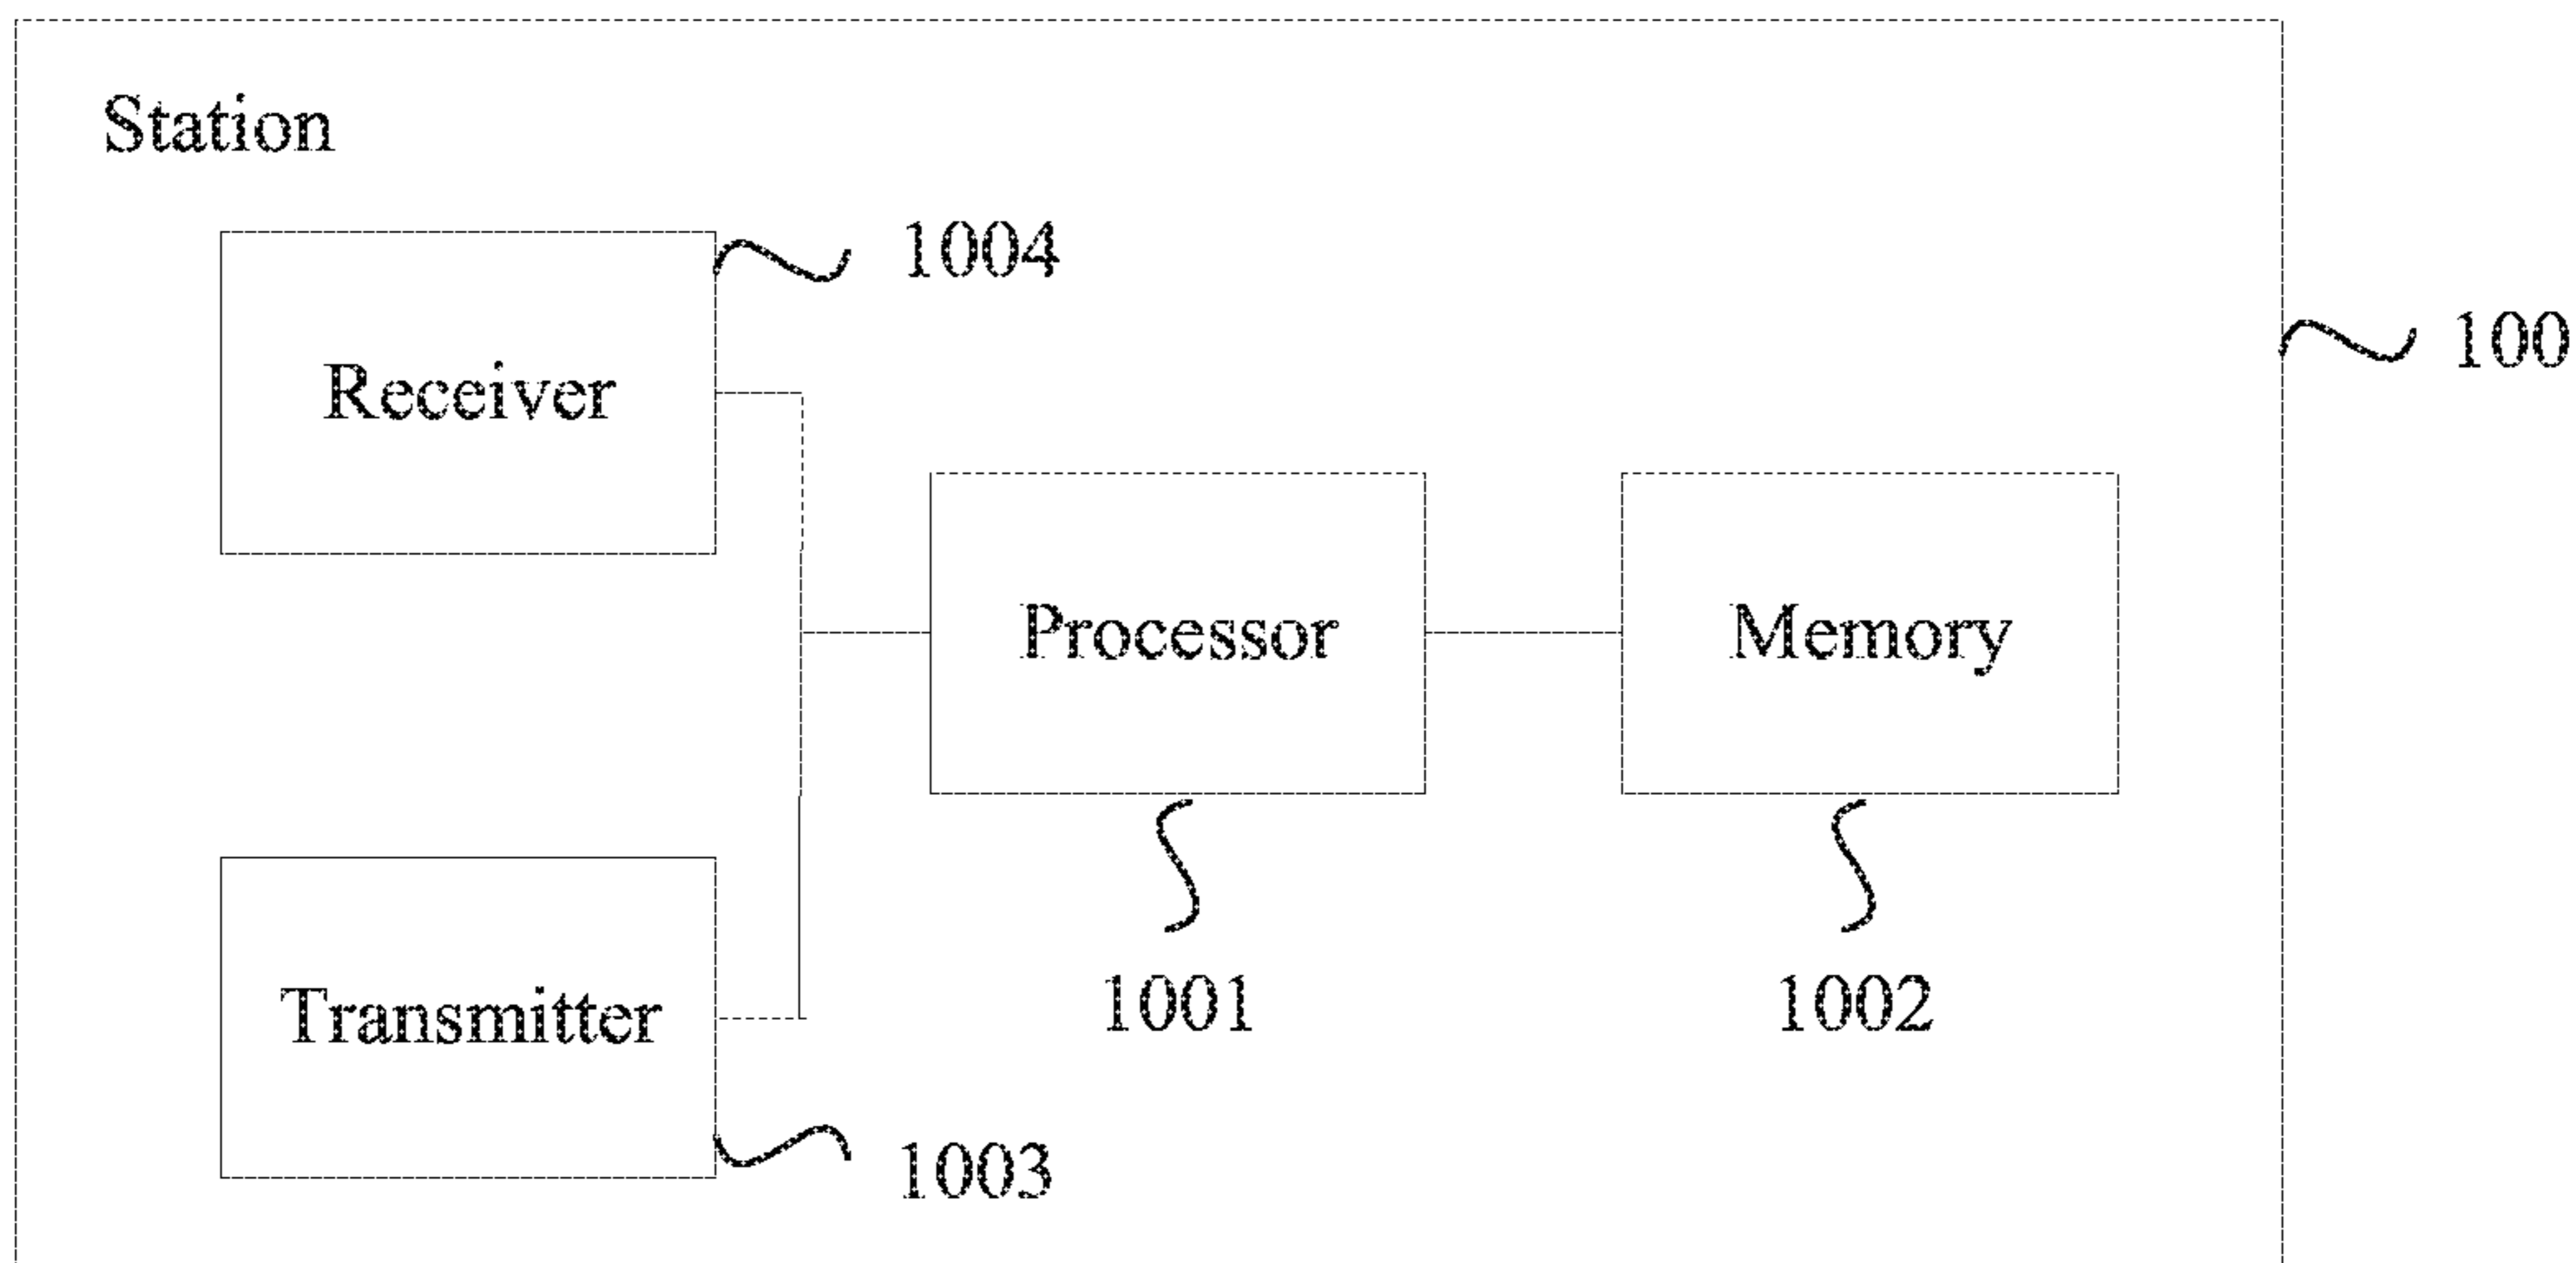 Station
1004
100
Receiver
Processor
Memory
1001
1002
Transmitter
1003